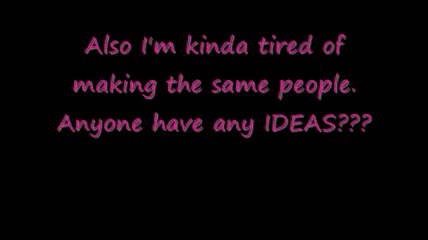 Also I'm kinda tired of
making the same people.
Anyone have any IDEAS???